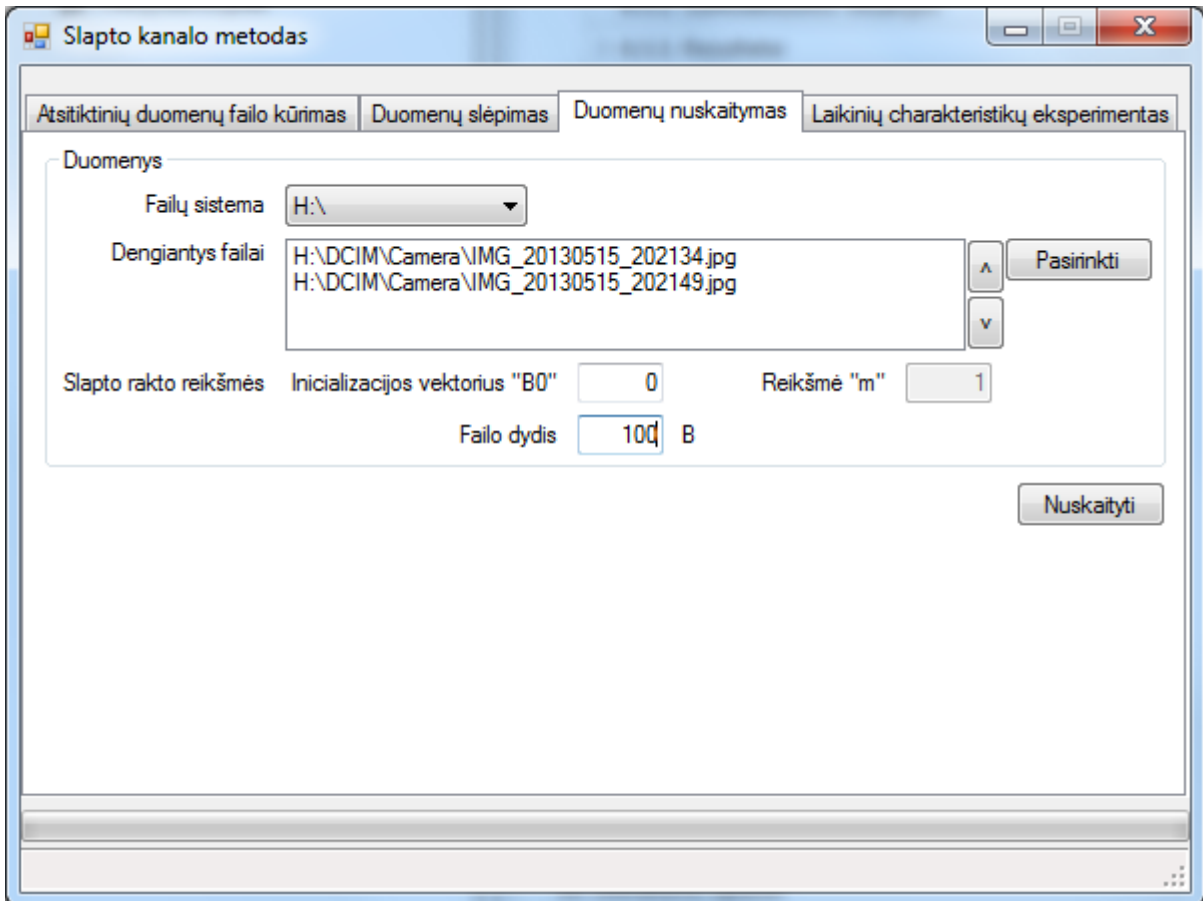 Slapto kanalo metodas
Atsitiktinių duomenų failo kūrimas Duomenų slėpimas Duomenų nuskaitymas Laikinių charakteristikų eksperimentas
Duomenys
Failų sistema H:\
Dengiantys failai H:\DCIM\Camera\IMG_20130515_202134.jpg ʌ Pasirinkti
H:\DCIM\Camera\IMG_20130515_202149.jpg
v
Slapto rakto reikšmės Inicializacijos vektorius "B0" 0 Reikšmė "m" 1
Failo dydis 100 B
Nuskaityti